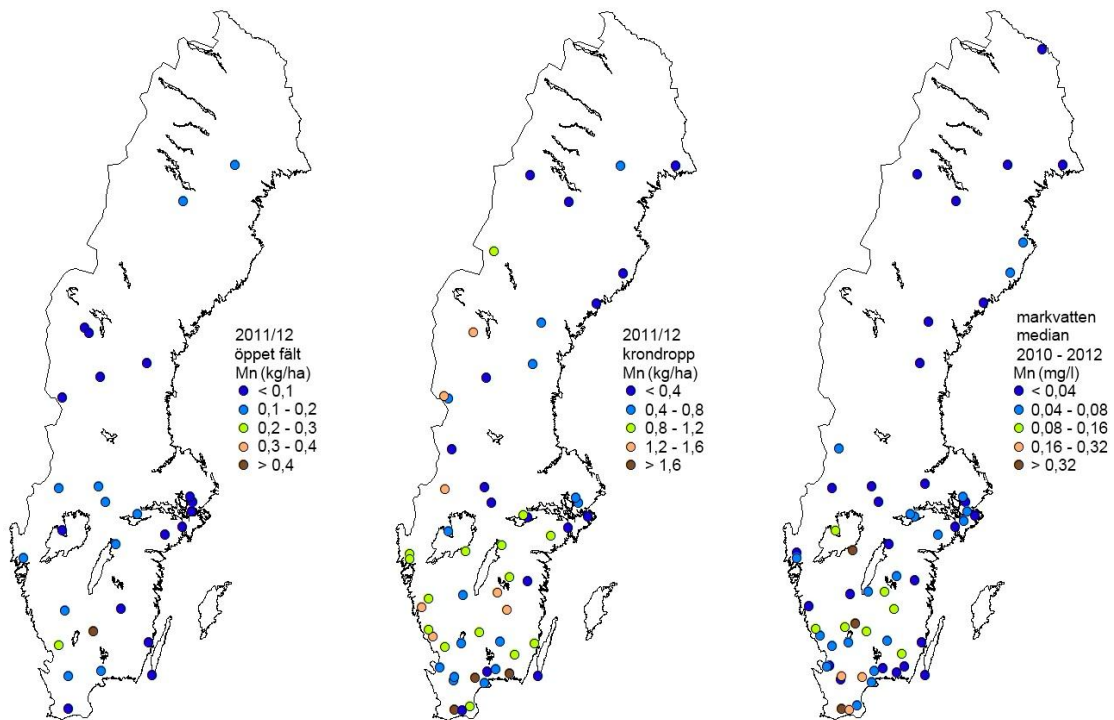 2011/12
öppet fält
Mn (kg/ha)
< 0,1
0,1 - 0,2
0,2 - 0,3
0,3 - 0,4
> 0,4
2011/12
krondropp
Mn (kg/ha)
< 0,4
0,4 - 0,8
0,8 - 1,2
1,2 - 1,6
> 1,6
markvatten
median
2010 - 2012
Mn (mg/l)
< 0,04
0,04 - 0,08
0,08 - 0,16
0,16 - 0,32
> 0,32